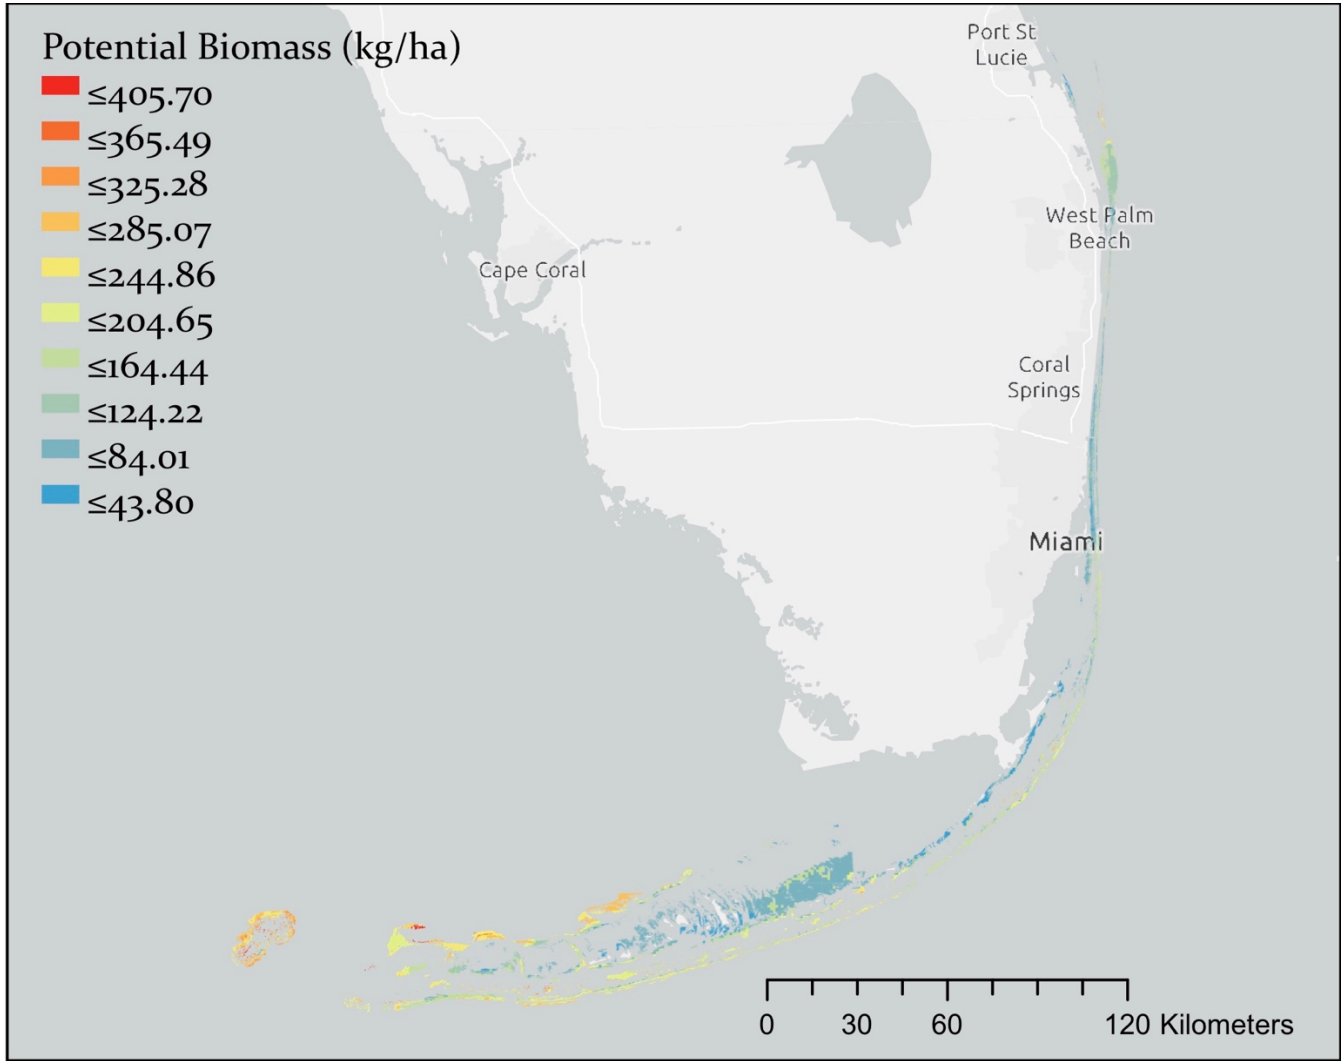 Potential Biomass (kg/ha)
≤405.70
≤365.49
≤325.28
≤285.07
≤244.86
≤204.65
≤164.44
≤124.22
≤84.01
≤43.80
Port St
Lucie
West Palm
Beach
Cape Coral
Coral
Springs
Miami
0 30 60 120 Kilometers